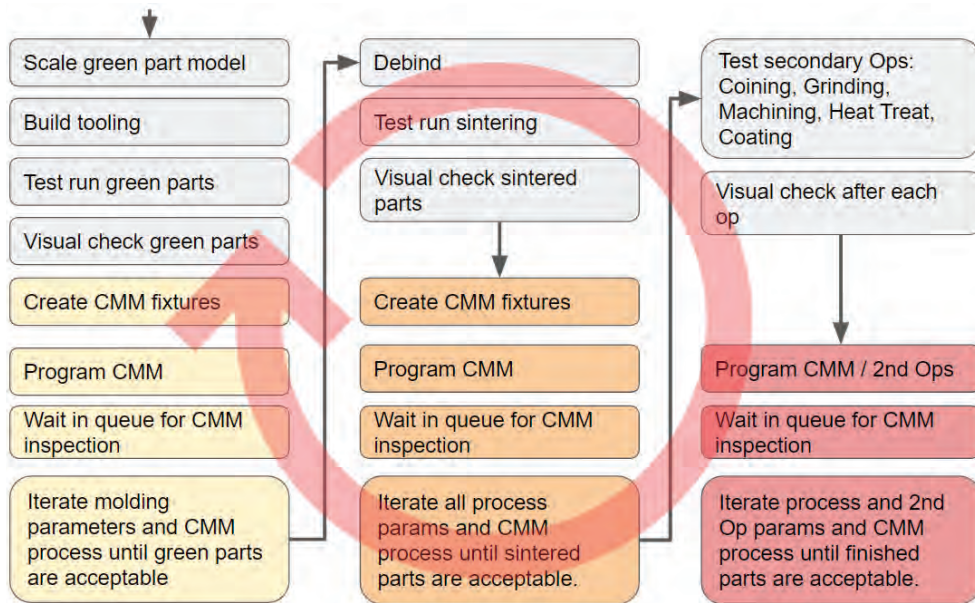 Scale green part model
Build tooling
Test run green parts
Visual check green parts
Create CMM fixtures
Program CMM
Wait in queue for CMM
inspection
Iterate molding
parameters and CMM
process until green parts
are acceptable
Debind
Test run sintering
Visual check sintered
parts
Create CMM fixtures
Program CMM
Wait in queue for CMM
inspection
Iterate all process
params and CMM
process until sintered
parts are acceptable.
Test secondary Ops:
Coining, Grinding,
Machining, Heat Treat,
Coating
Visual check after each
op
Program CMM / 2nd Ops
Wait in queue for CMM
inspection
Iterate process and 2nd
Op params and CMM
process until finished
parts are acceptable.